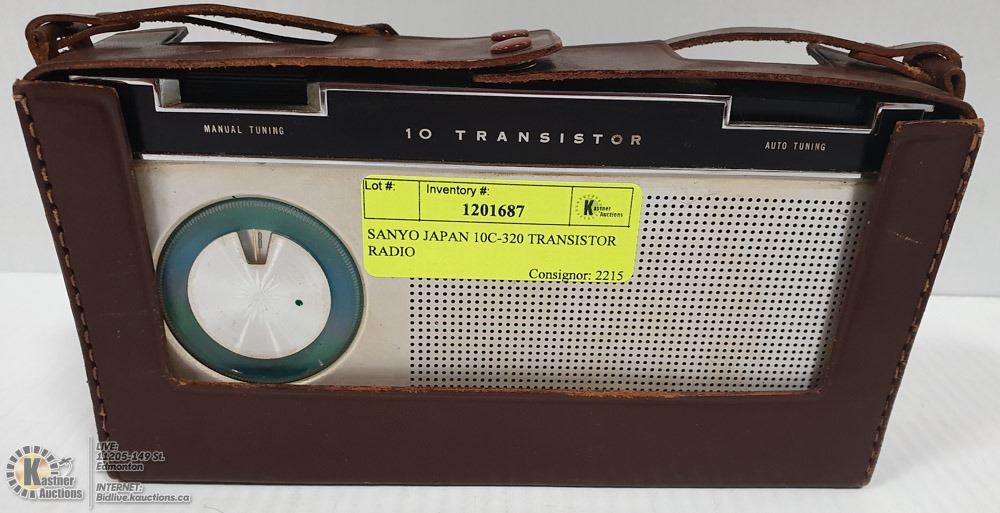 MANUAL TUNING
10 TRANSISTOR
AUTO TUNING
Lot #:
Inventory #:
1201687
Kastner
Auctions
SANYO JAPAN 10C-320 TRANSISTOR
RADIO
Consignor: 2215
8
Kastner
Auctions
LIVE:
11205-149 St.
Edmonton
INTERNET:
Bidlive.kauctions.ca